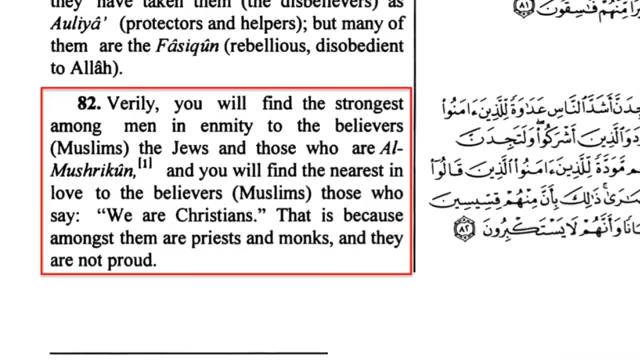 they have taken them (the disbelievers) as
Auliyâ' (protectors and helpers); but many of
them are the Fâsiqûn (rebellious, disobedient
to Allâh).
82. Verily, you will find the strongest
among men in enmity to the believers
(Muslims) the Jews and those who are Al-
Mushrikûn,[1] and you will find the nearest in
love to the believers (Muslims) those who
say: “We are Christians.” That is because
amongst them are priests and monks, and they
are not proud.
مِّنْهُمْ فَٰسِقُونَ ﴿٨١﴾
أَشَدَّ ٱلنَّاسِ عَدَٰوَةً لِّلَّذِينَ ءَامَنُوا۟
وَٱلَّذِينَ أَشْرَكُوا۟ وَلَتَجِدَنَّ
مَّوَدَّةً لِّلَّذِينَ ءَامَنُوا۟ ٱلَّذِينَ قَالُوٓا۟
ذَٰلِكَ بِأَنَّ مِنْهُمْ قِسِّيسِينَ
وَأَنَّهُمْ لَا يَسْتَكْبِرُونَ ﴿٨٢﴾